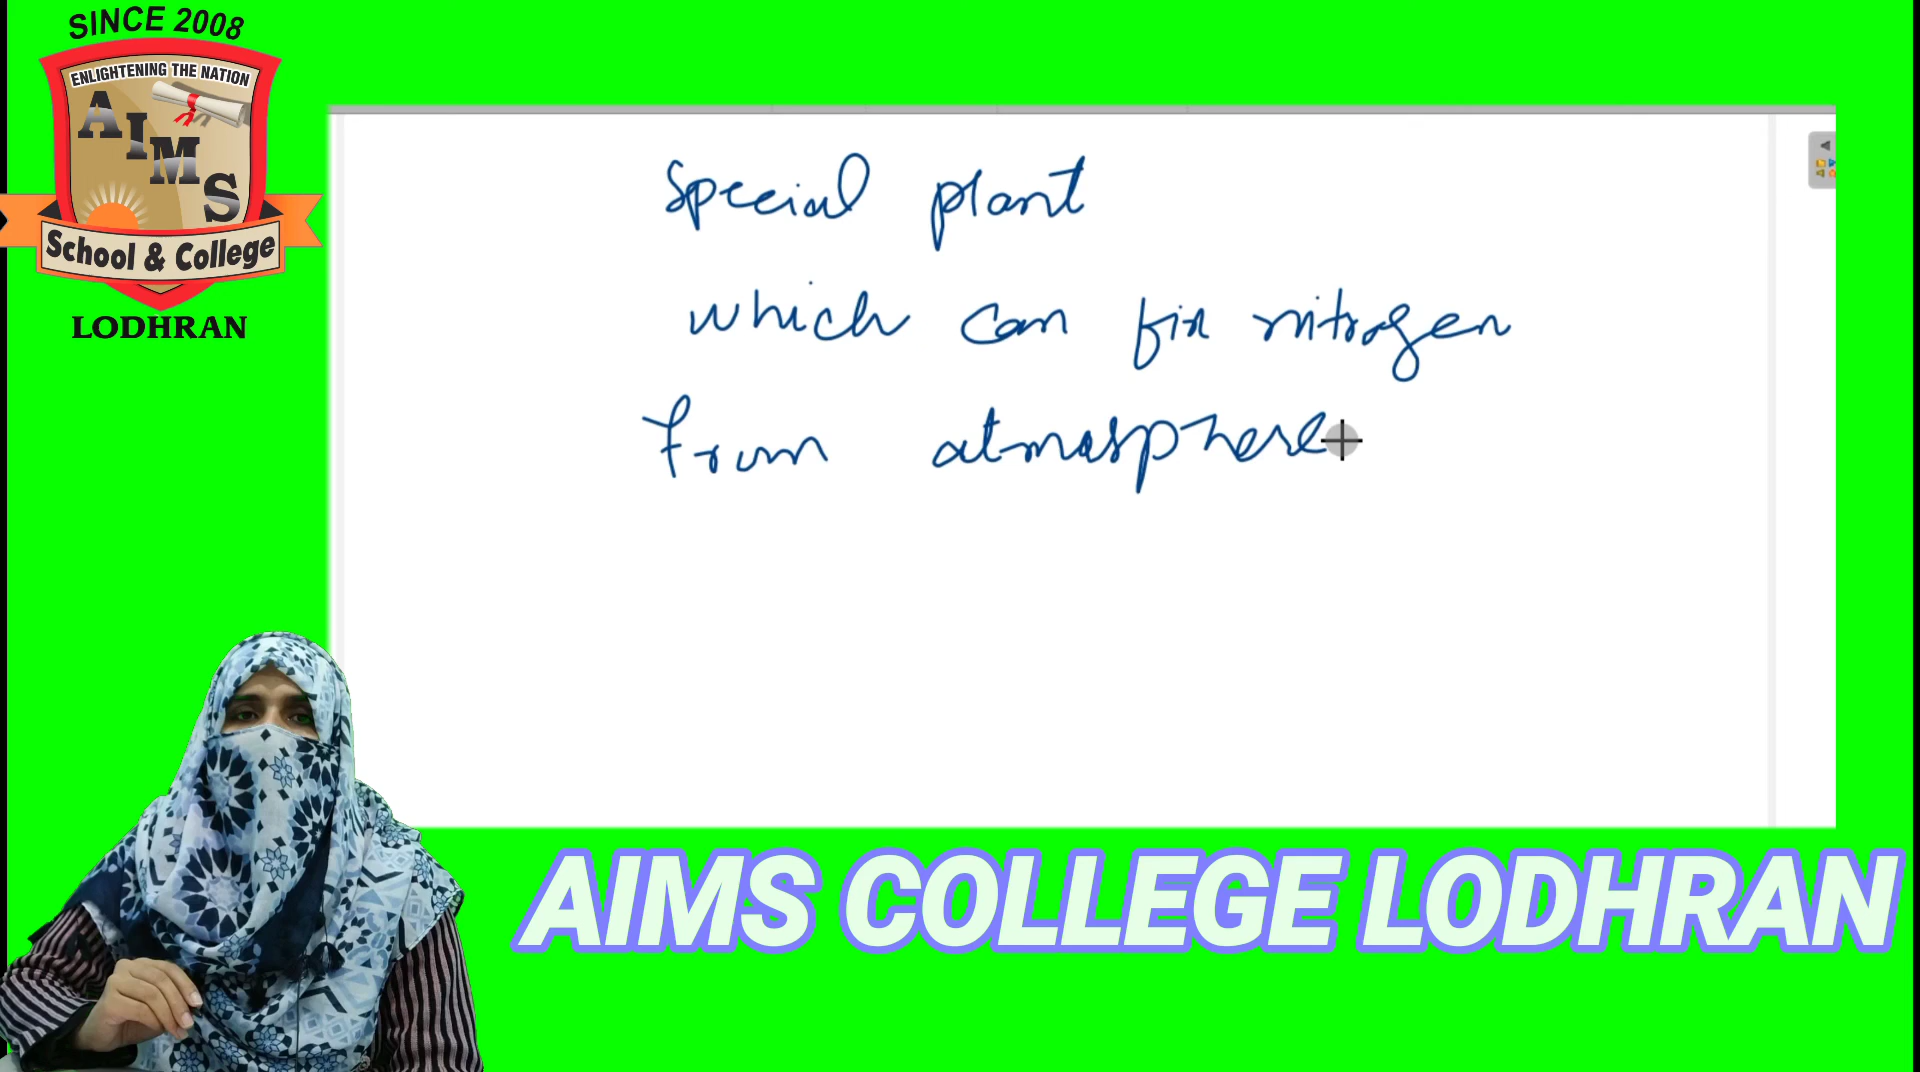 SINCE 2008
ENLIGHTENING THE NATION
AIMS
School & College
LODHRAN
Special plant
which can fix nitrogen
from atmosphere
AIMS COLLEGE LODHRAN